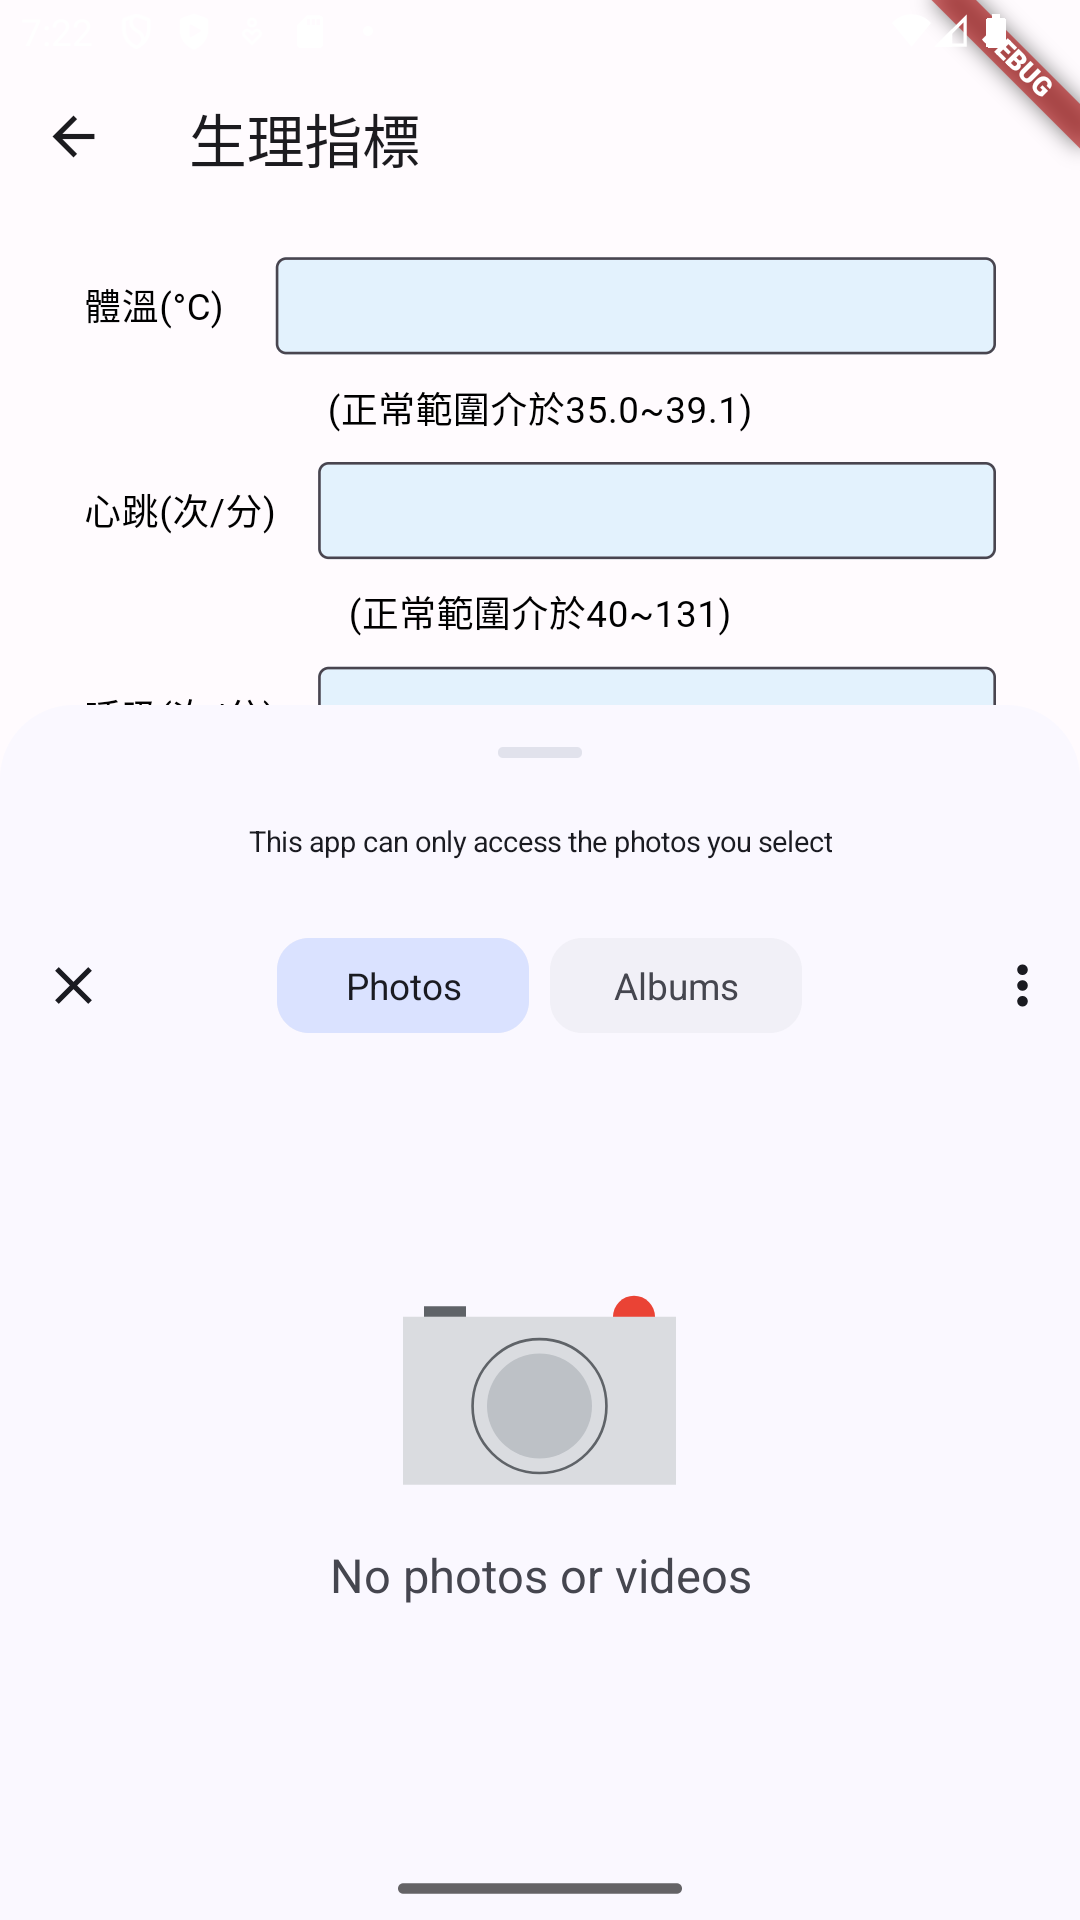 DEBUG
生理指標
體溫(°C)
(正常範圍介於35.0~39.1)
心跳(次/分)
(正常範圍介於40~131)
This app can only access the photos you select
Photos
Albums
No photos or videos